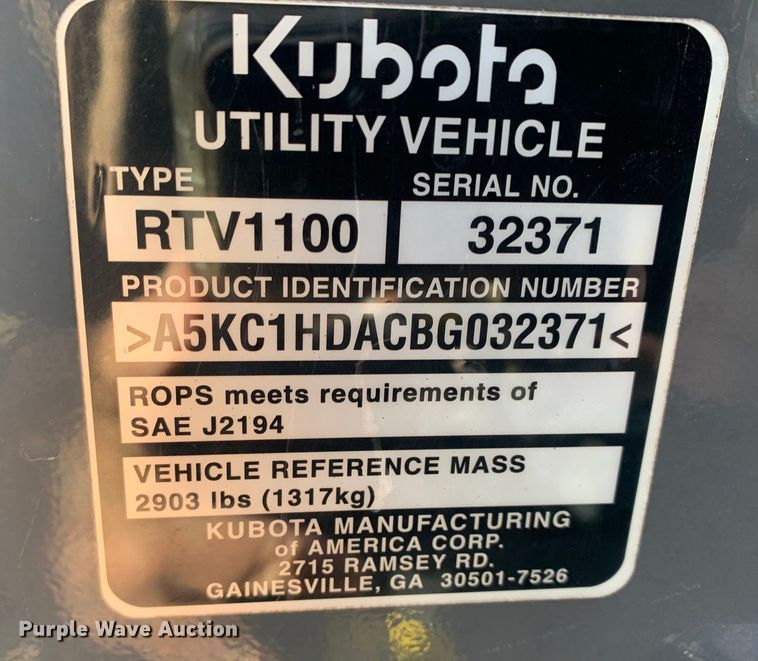 Kubota
UTILITY VEHICLE
TYPE SERIAL NO.
RTV1100 32371
PRODUCT IDENTIFICATION NUMBER
>A5KC1HDACBG032371<
ROPS meets requirements of
SAE J2194
VEHICLE REFERENCE MASS
2903 lbs (1317kg)
KUBOTA MANUFACTURING
of AMERICA CORP.
2715 RAMSEY RD.
GAINESVILLE, GA 30501-7526
Purple Wave Auction